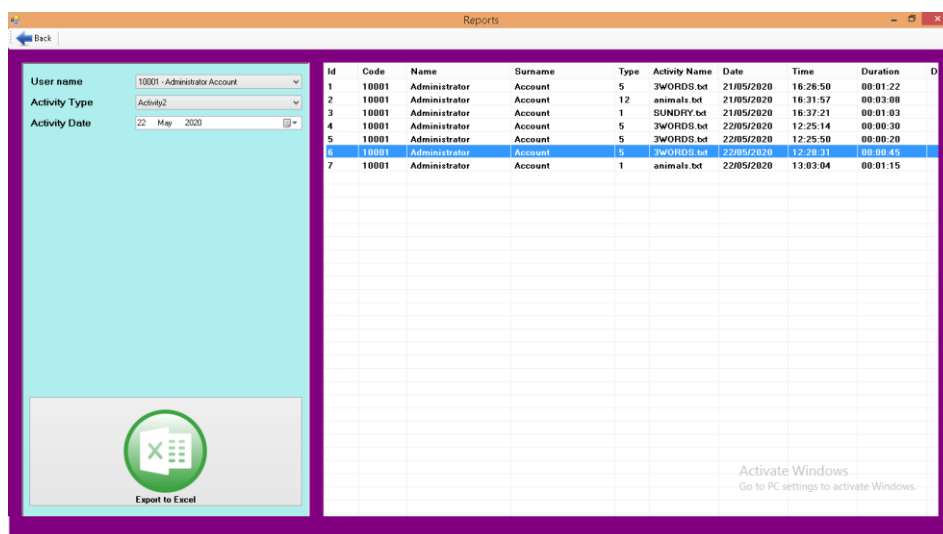 Reports
Back
User name 10001 - Administrator Account
Activity Type Activity2
Activity Date 22 May 2020
Export to Excel
Id Code Name Surname Type Activity Name Date Time Duration D
1 10001 Administrator Account 5 3WORDS.txt 21/05/2020 16:26:50 00:01:22
2 10001 Administrator Account 12 animals.txt 21/05/2020 16:31:57 00:03:08
3 10001 Administrator Account 1 SUNDRY.txt 21/05/2020 16:37:21 00:01:03
4 10001 Administrator Account 5 3WORDS.txt 22/05/2020 12:25:14 00:00:30
5 10001 Administrator Account 5 3WORDS.txt 22/05/2020 12:25:50 00:00:20
6 10001 Administrator Account 5 3WORDS.txt 22/05/2020 12:28:31 00:00:45
7 10001 Administrator Account 1 animals.txt 22/05/2020 13:03:04 00:01:15
Activate Windows
Go to PC settings to activate Windows.